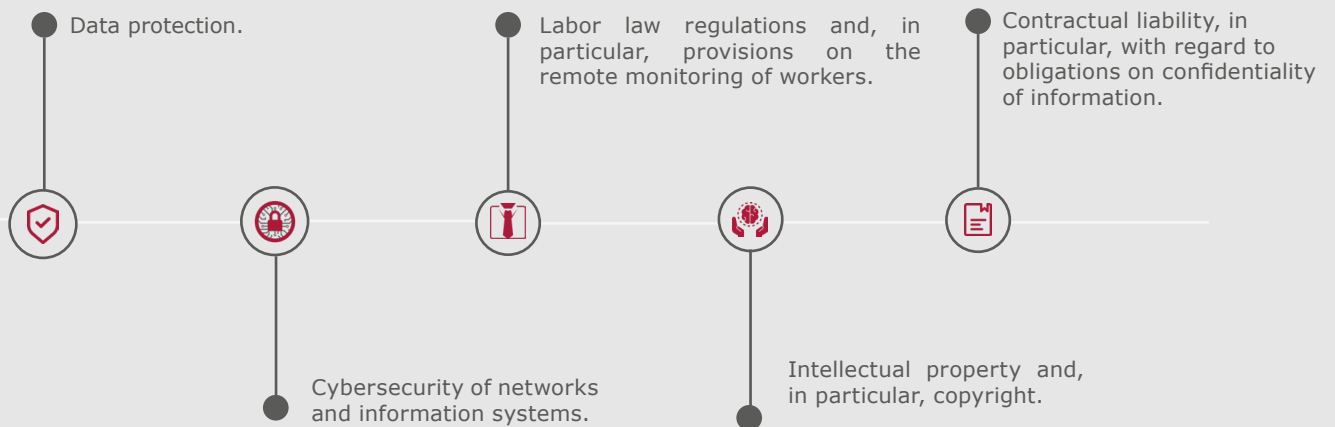 Data protection.
Labor law regulations and, in
particular, provisions on the
remote monitoring of workers.
Contractual liability, in
particular, with regard to
obligations on confidentiality
of information.
Cybersecurity of networks
and information systems.
Intellectual property and,
in particular, copyright.